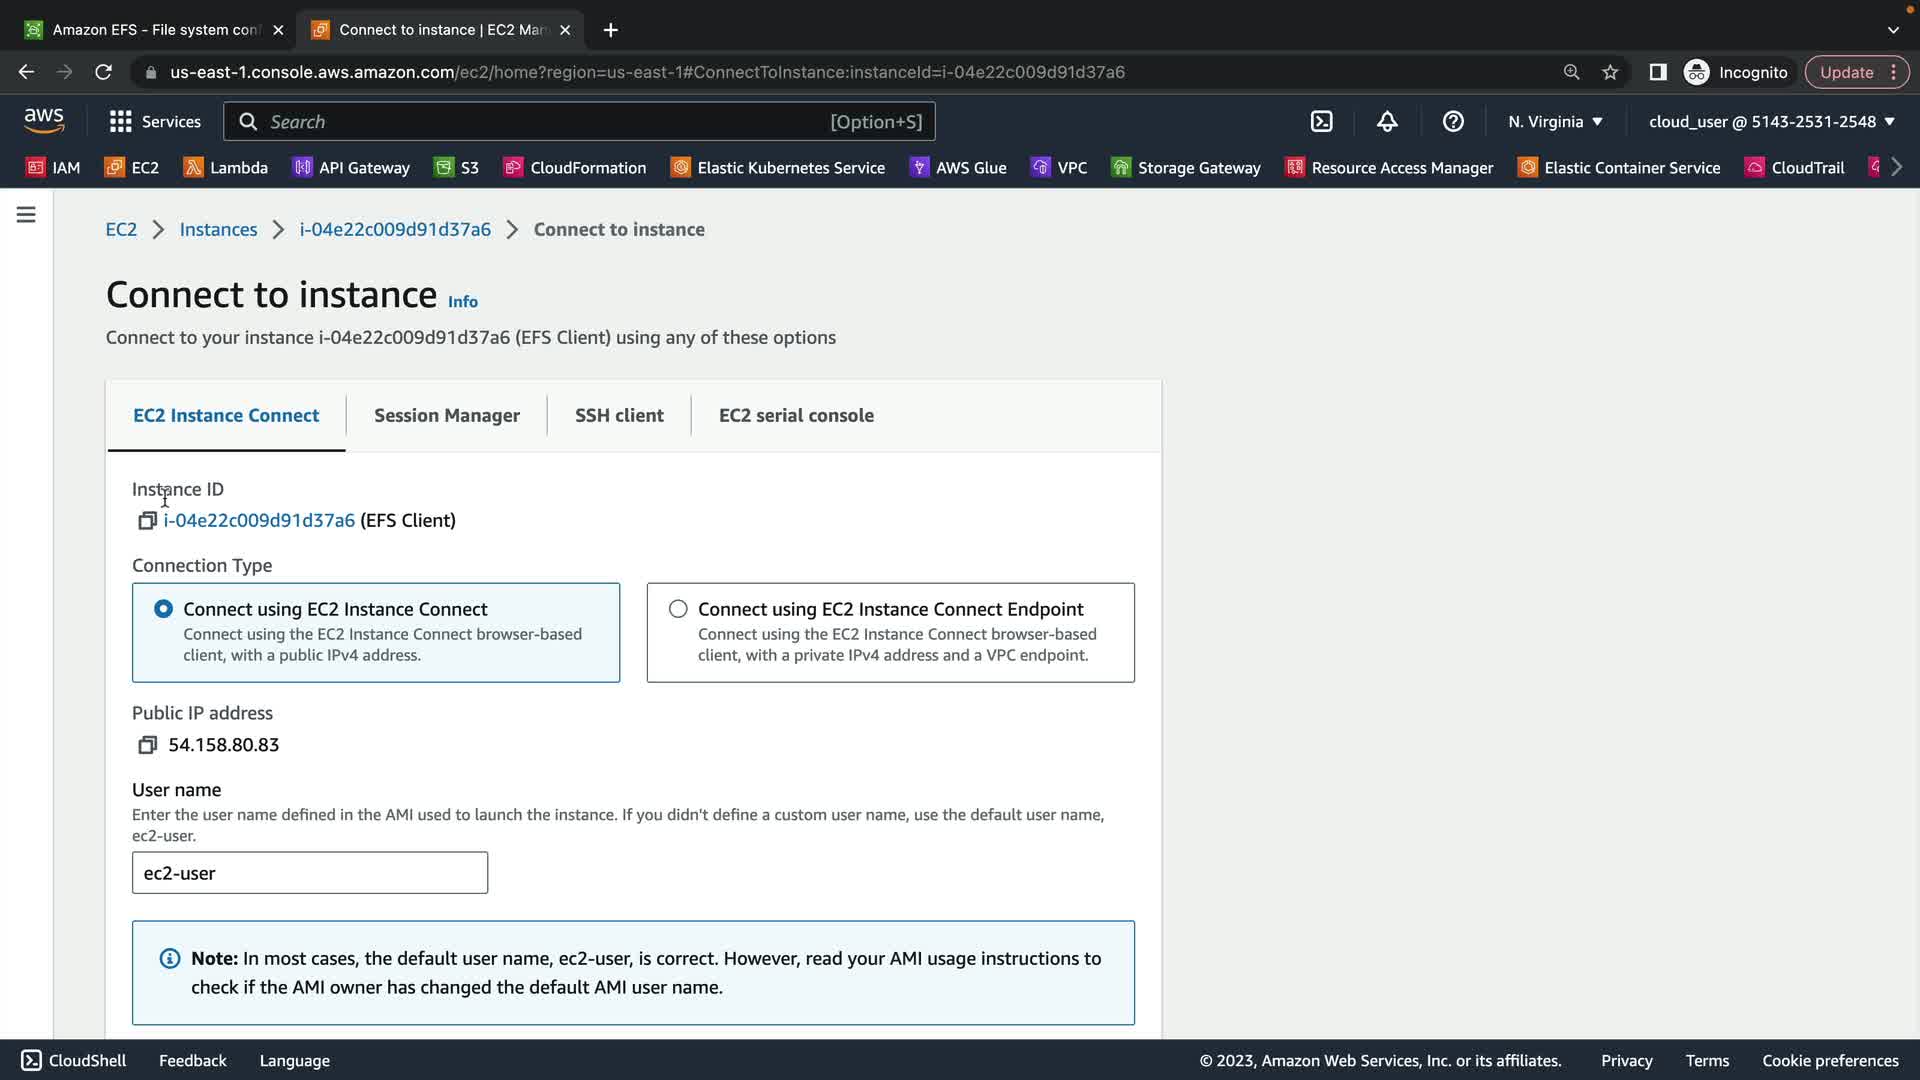 Amazon EFS - File system con
Connect to instance | EC2 Man
us-east-1.console.aws.amazon.com/ec2/home?region=us-east-1#ConnectToInstance:instanceId=i-04e22c009d91d37a6
Incognito
Update
aws
Services
Search
[Option+S]
N. Virginia
cloud_user @ 5143-2531-2548
IAM
EC2
Lambda
API Gateway
S3
CloudFormation
Elastic Kubernetes Service
AWS Glue
VPC
Storage Gateway
Resource Access Manager
Elastic Container Service
CloudTrail
EC2 > Instances > i-04e22c009d91d37a6 > Connect to instance
Connect to instance Info
Connect to your instance i-04e22c009d91d37a6 (EFS Client) using any of these options
EC2 Instance Connect
Session Manager
SSH client
EC2 serial console
Instance ID
i-04e22c009d91d37a6 (EFS Client)
Connection Type
Connect using EC2 Instance Connect
Connect using the EC2 Instance Connect browser-based
client, with a public IPv4 address.
Connect using EC2 Instance Connect Endpoint
Connect using the EC2 Instance Connect browser-based
client, with a private IPv4 address and a VPC endpoint.
Public IP address
54.158.80.83
User name
Enter the user name defined in the AMI used to launch the instance. If you didn't define a custom user name, use the default user name,
ec2-user.
ec2-user
Note: In most cases, the default user name, ec2-user, is correct. However, read your AMI usage instructions to
check if the AMI owner has changed the default AMI user name.
CloudShell
Feedback
Language
© 2023, Amazon Web Services, Inc. or its affiliates.
Privacy
Terms
Cookie preferences